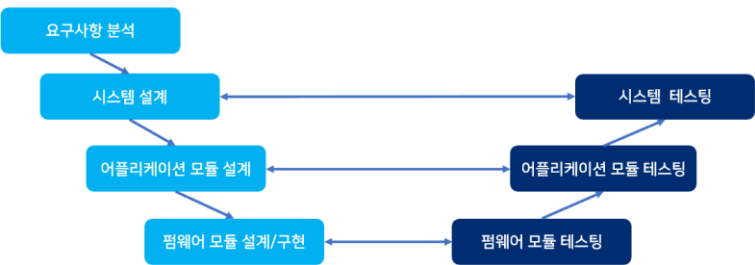 요구사항 분석
시스템 설계
시스템 테스팅
어플리케이션 모듈 설계
어플리케이션 모듈 테스팅
펌웨어 모듈 설계/구현
펌웨어 모듈 테스팅